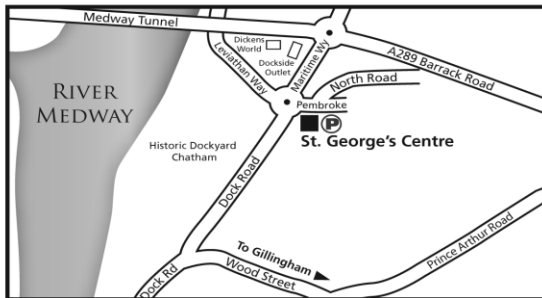 Medway Tunnel
Dickens
World
Dockside
Outlet
Leviathan Way
Maritime Wy
A289 Barrack Road
North Road
Pembroke
P
St. George's Centre
RIVER
MEDWAY
Historic Dockyard
Chatham
Dock Road
To Gillingham
Wood Street
Prince Arthur Road
Dock Rd